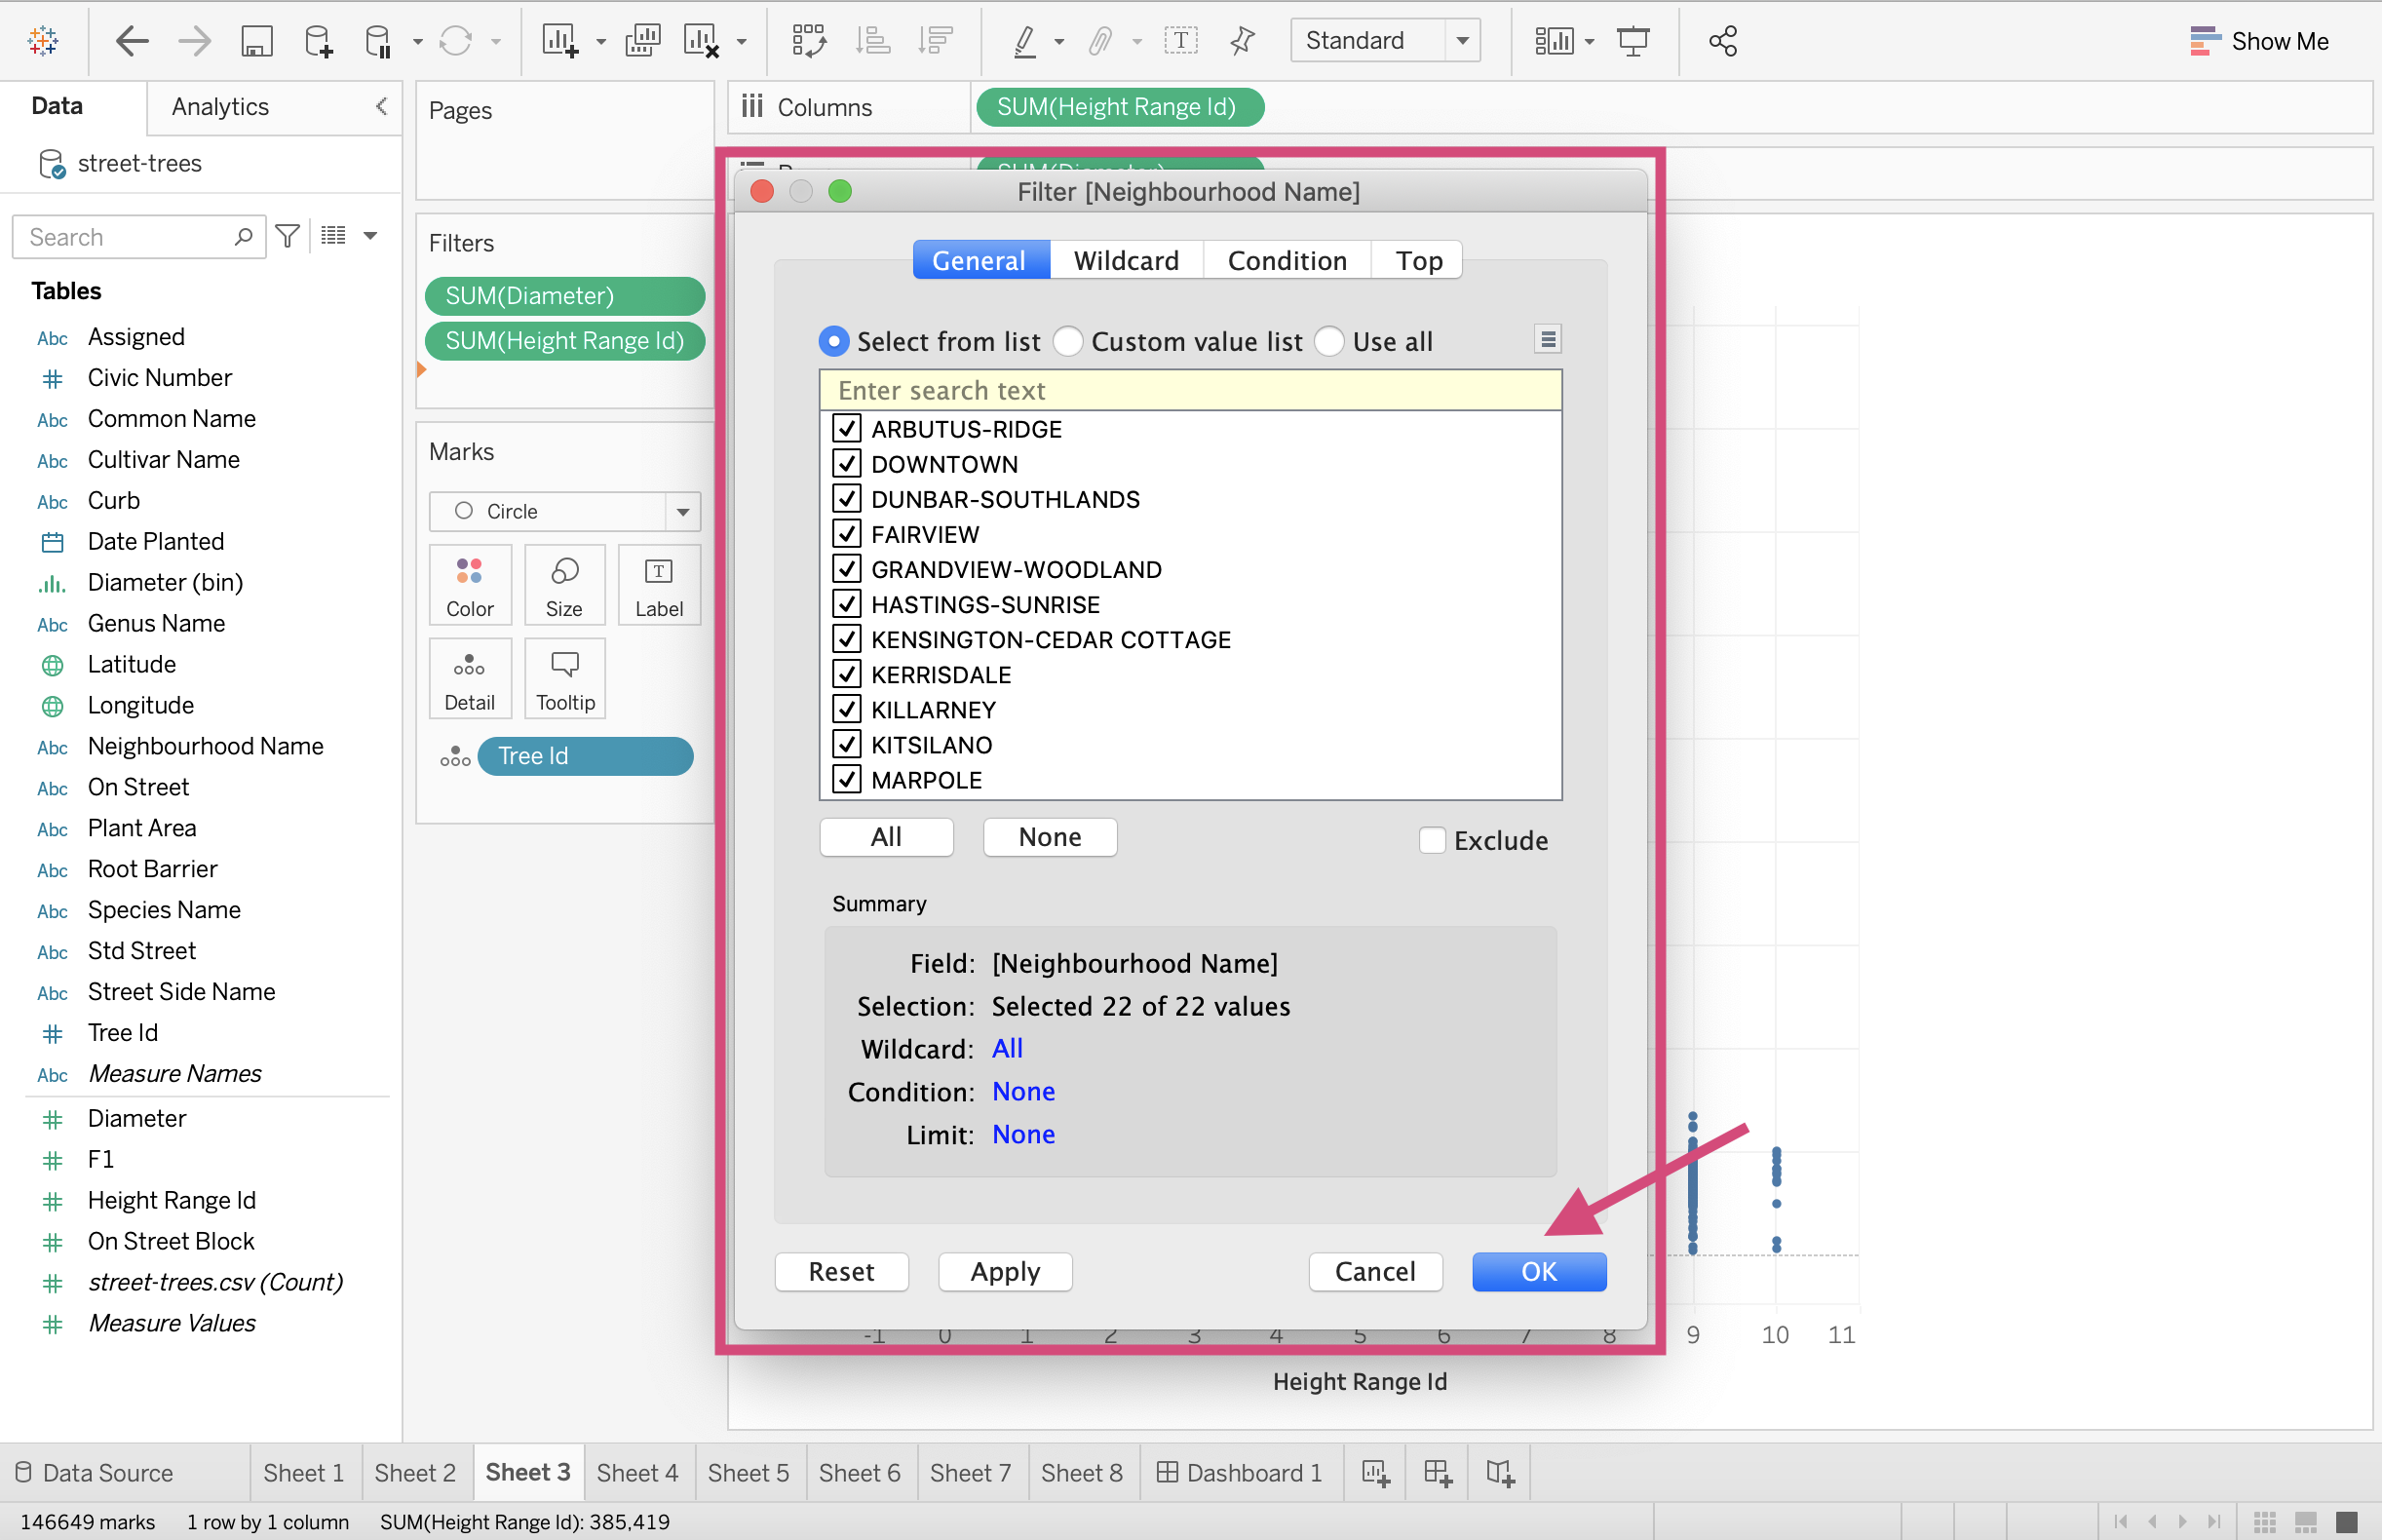 Standard
Show Me
Data
Analytics
street-trees
Search
Tables
Abc Assigned
Civic Number
Abc Common Name
Abc Cultivar Name
Abc Curb
Date Planted
Diameter (bin)
Abc Genus Name
Latitude
Longitude
Abc Neighbourhood Name
Abc On Street
Abc Plant Area
Abc Root Barrier
Abc Species Name
Abc Std Street
Abc Street Side Name
Tree Id
Abc Measure Names
Diameter
F1
Height Range Id
On Street Block
street-trees.csv (Count)
Measure Values
Pages
Filters
SUM(Diameter)
SUM(Height Range Id)
Marks
Circle
Color
Size
T
Label
Detail
Tooltip
Tree Id
Columns
SUM(Height Range Id)
SUM(Diameter)
Filter [Neighbourhood Name]
General
Wildcard
Condition
Top
Select from list
Custom value list
Use all
Enter search text
ARBUTUS-RIDGE
DOWNTOWN
DUNBAR-SOUTHLANDS
FAIRVIEW
GRANDVIEW-WOODLAND
HASTINGS-SUNRISE
KENSINGTON-CEDAR COTTAGE
KERRISDALE
KILLARNEY
KITSILANO
MARPOLE
All
None
Exclude
Summary
Field: [Neighbourhood Name]
Selection: Selected 22 of 22 values
Wildcard: All
Condition: None
Limit: None
Reset
Apply
Cancel
OK
-1 0 1 2 3 4 5 6 7 8 9 10 11
Height Range Id
Data Source
Sheet 1
Sheet 2
Sheet 3
Sheet 4
Sheet 5
Sheet 6
Sheet 7
Sheet 8
Dashboard 1
146649 marks
1 row by 1 column
SUM(Height Range Id): 385,419